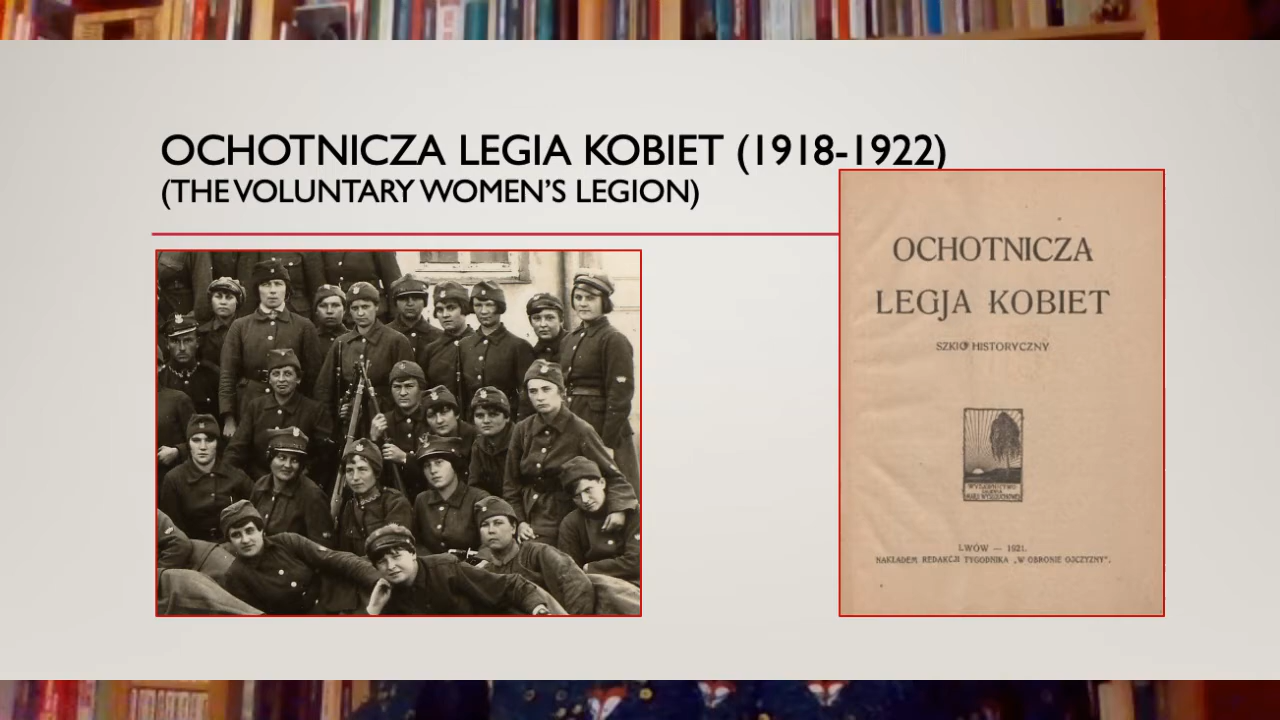 OCHOTNICZA LEGIA KOBIET (1918-1922)
(THE VOLUNTARY WOMEN’S LEGION)
OCHOTNICZA
LEGJA KOBIET
SZKIC HISTORYCZNY
WYDAWNICTWO
LWÓW — 1921.
NAKŁADEM REDAKCJI TYGODNIKA „W OBRONIE OJCZYZNY”.